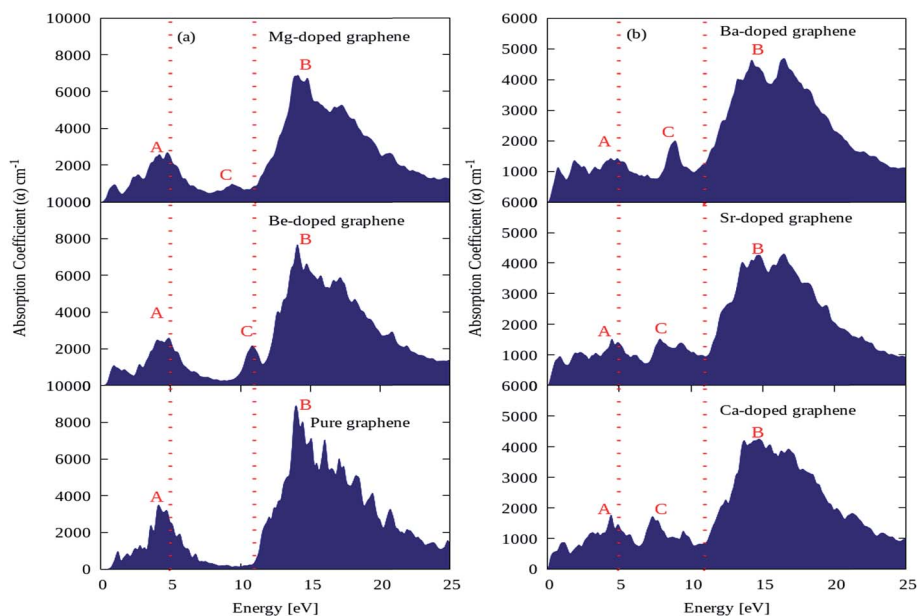 (a)
Mg-doped graphene
10000
8000
6000
4000
2000
A
B
C
Be-doped graphene
10000
8000
6000
4000
2000
0
A
B
C
Pure graphene
10000
8000
6000
4000
2000
0
A
B
0 5 10 15 20 25
Energy [eV]
Absorption Coefficient (α) cm-1
(b)
Ba-doped graphene
6000
5000
4000
3000
2000
1000
A
B
C
Sr-doped graphene
6000
5000
4000
3000
2000
1000
0
A
B
C
Ca-doped graphene
6000
5000
4000
3000
2000
1000
0
A
B
C
0 5 10 15 20 25
Energy [eV]
Absorption Coefficient (α) cm-1